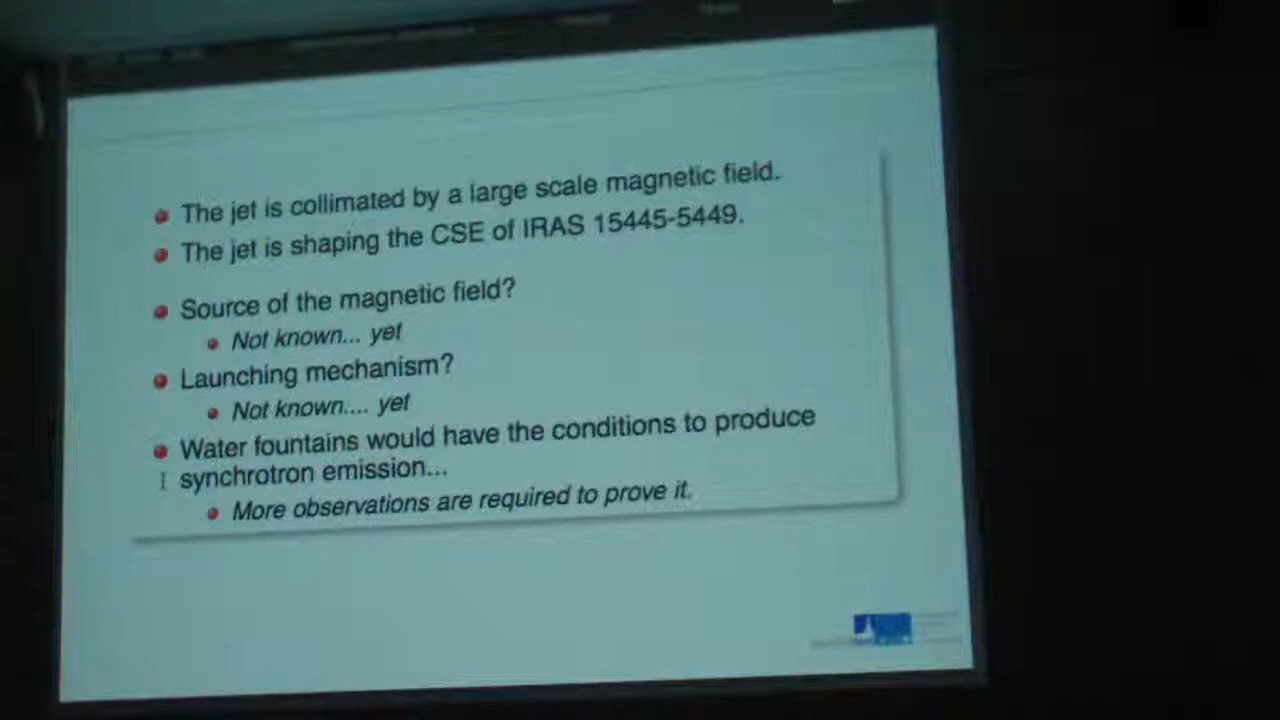 The jet is collimated by a large scale magnetic field.
The jet is shaping the CSE of IRAS 15445-5449.
Source of the magnetic field?
Not known... yet
Launching mechanism?
Not known.... yet
Water fountains would have the conditions to produce
synchrotron emission...
More observations are required to prove it.